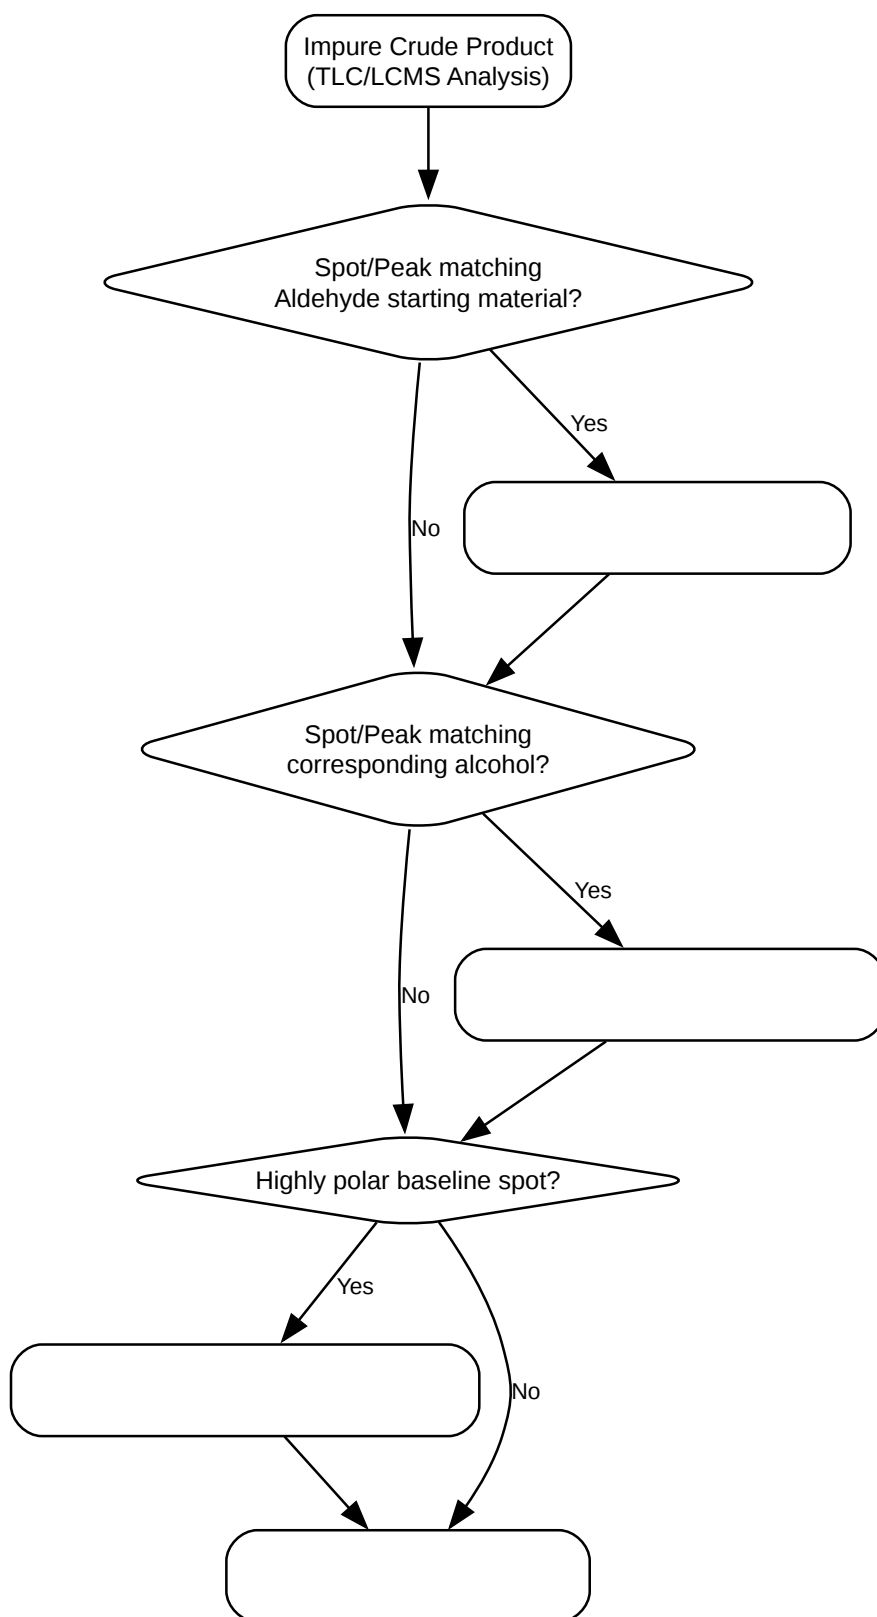 Impure Crude Product
(TLC/LCMS Analysis)
Spot/Peak matching
Aldehyde starting material?
Yes
No
Spot/Peak matching
corresponding alcohol?
Yes
No
Highly polar baseline spot?
Yes
No